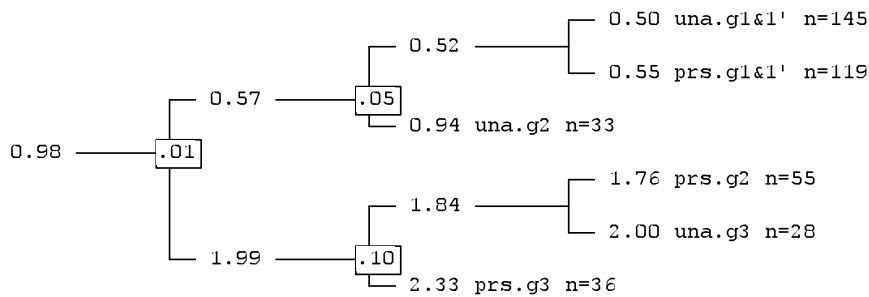 0.50 una.g1&1' n=145
0.52
0.55 prs.g1&1' n=119
0.57
.05
0.94 una.g2 n=33
0.98
.01
1.76 prs.g2 n=55
1.84
2.00 una.g3 n=28
1.99
.10
2.33 prs.g3 n=36